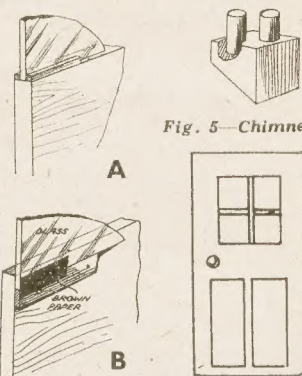 A
Fig. 5—Chimne
GLASS
BROWN
PAPER
B